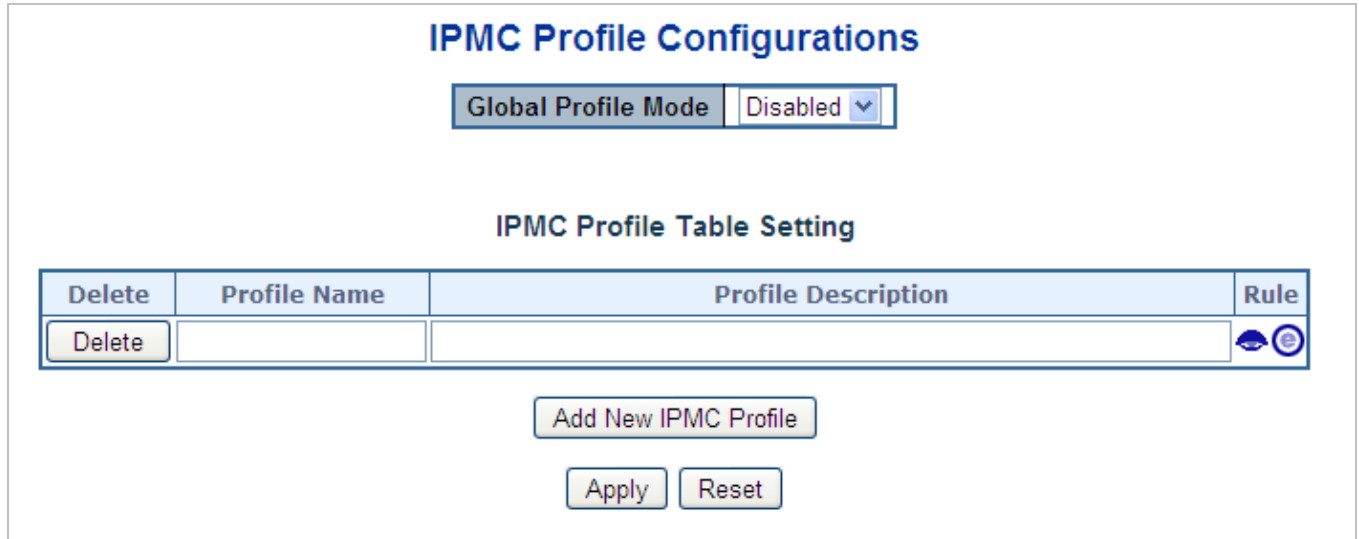 IPMC Profile Configurations
Global Profile Mode Disabled
IPMC Profile Table Setting
Delete Profile Name Profile Description Rule
Delete e
Add New IPMC Profile
Apply Reset